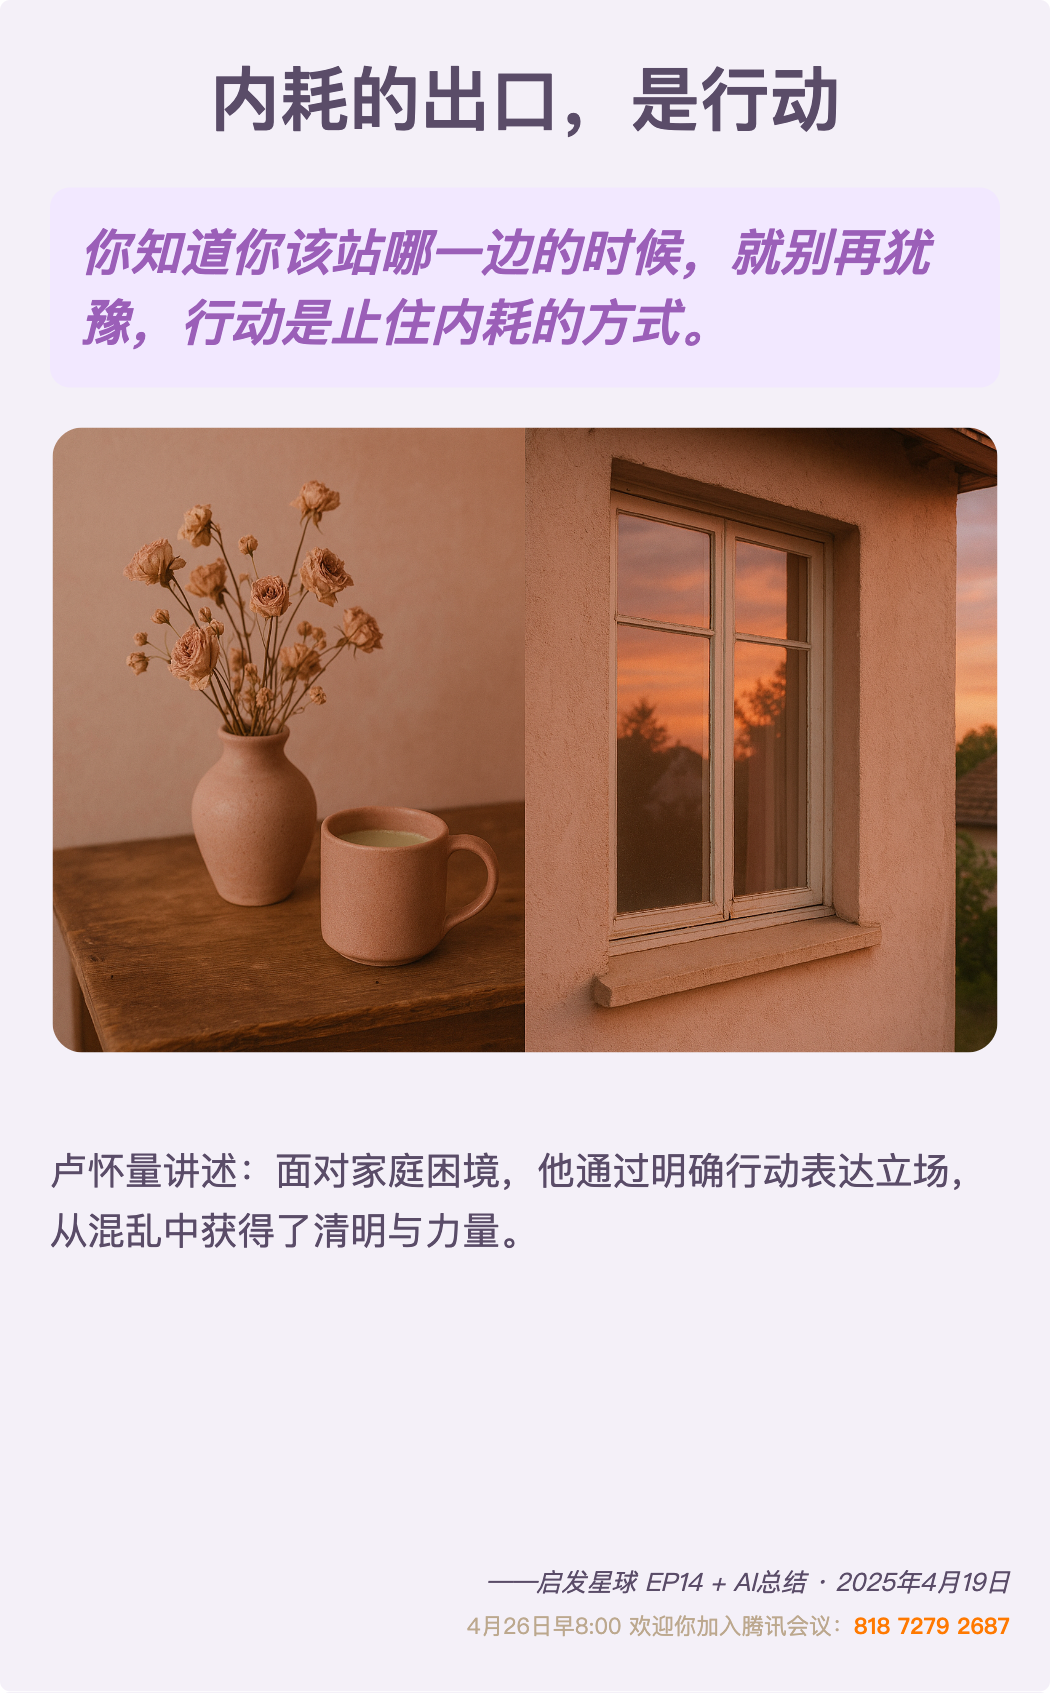 内耗的出口，是行动
你知道你该站哪一边的时候，就别再犹
豫，行动是止住内耗的方式。
卢怀量讲述：面对家庭困境，他通过明确行动表达立场，
从混乱中获得了清明与力量。
——启发星球 EP14 + AI总结 · 2025年4月19日
4月26日早8:00 欢迎你加入腾讯会议：818 7279 2687